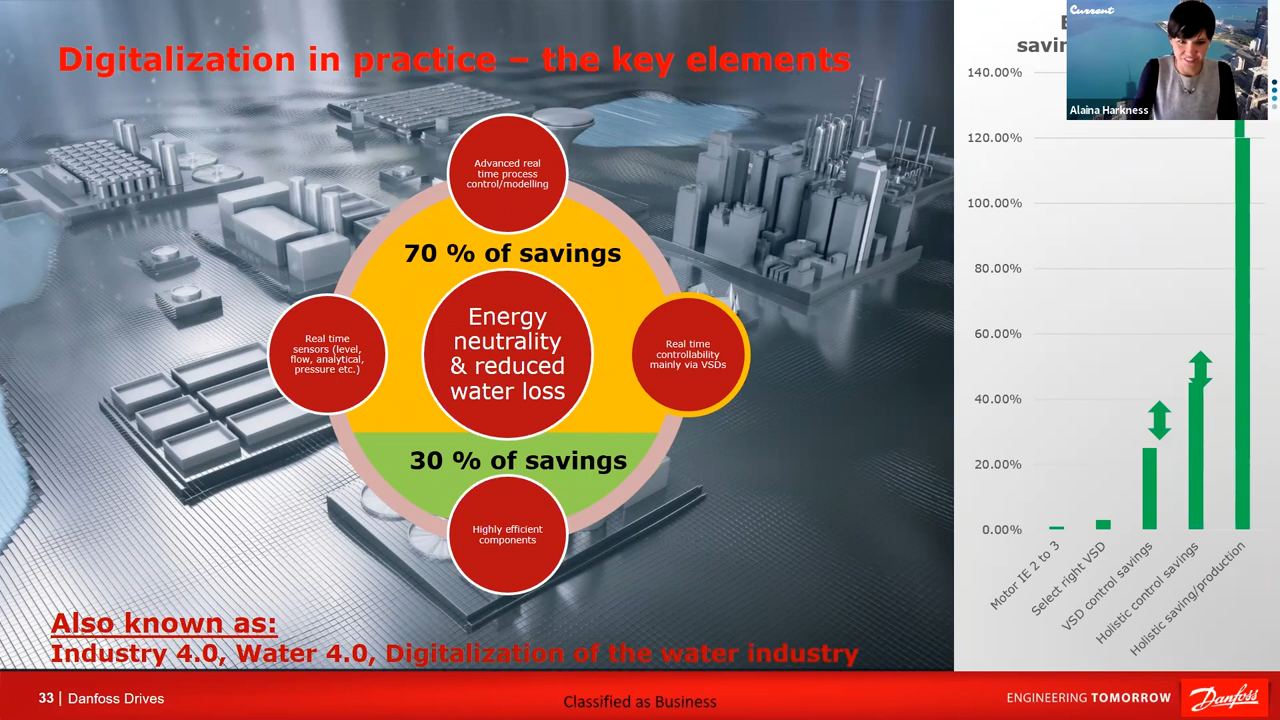 Digitalization in practice – the key elements
Advanced real
time process
control/modelling
70 % of savings
Energy
neutrality
& reduced
water loss
Real time
sensors (level,
flow, analytical,
pressure etc.)
Real time
controllability
mainly via VSDs
30 % of savings
Highly efficient
components
Also known as:
Industry 4.0, Water 4.0, Digitalization of the water industry
33 | Danfoss Drives
Classified as Business
ENGINEERING TOMORROW
Danfoss
Current
Alaina Harkness
140.00%
120.00%
100.00%
80.00%
60.00%
40.00%
20.00%
0.00%
Motor IE 2 to 3
Select right VSD
VSD control savings
Holistic control savings
Holistic saving/production